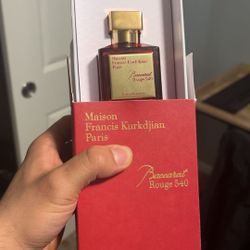 Maison
Francis Kurkdjian
Paris
Baccarat
Rouge 540
Maison
Francis Kurkdjian
Paris
Baccarat
Rouge 540